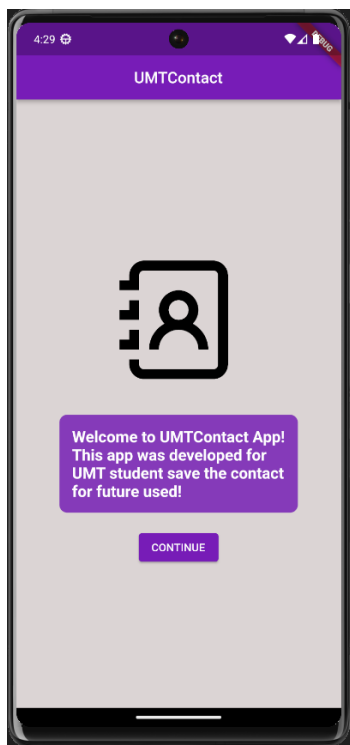 4:29
DEBUG
UMTContact
Welcome to UMTContact App!
This app was developed for
UMT student save the contact
for future used!
CONTINUE